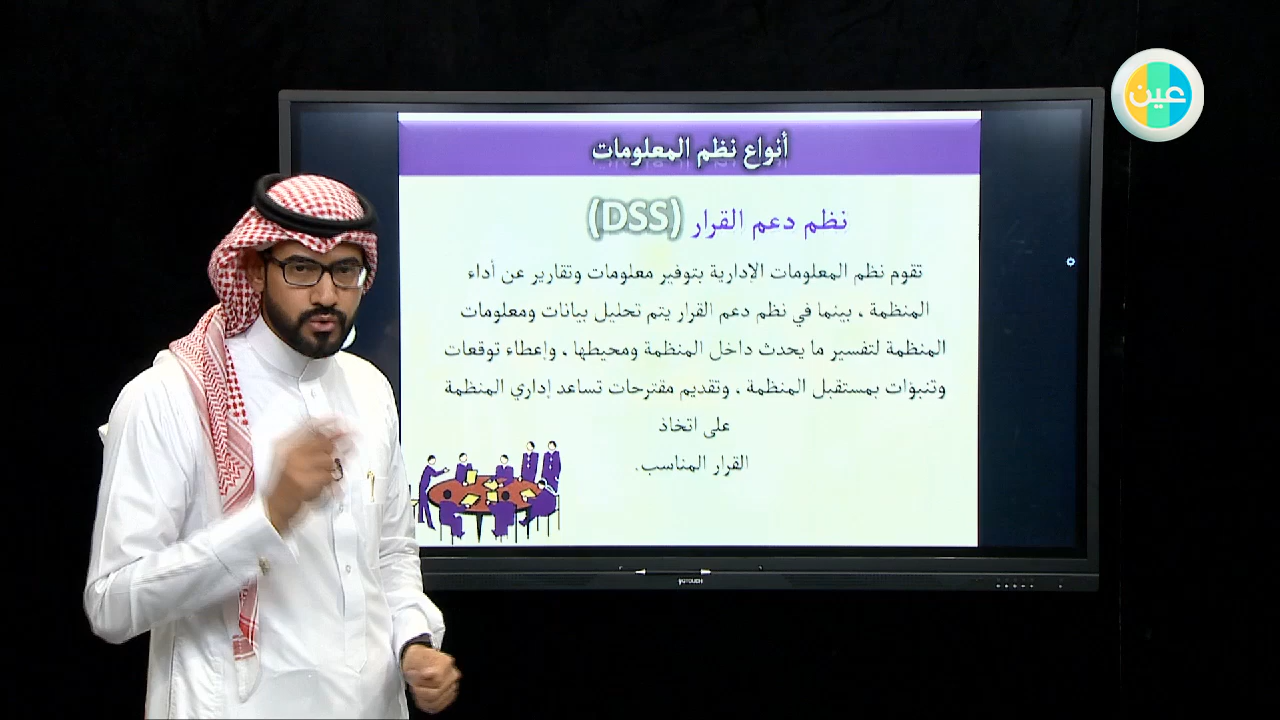 عين
أنواع نظم المعلومات
نظم دعم القرار (DSS)
تقوم نظم المعلومات الإدارية بتوفير معلومات وتقارير عن أداء
المنظمة ، بينما في نظم دعم القرار يتم تحليل بيانات ومعلومات
المنظمة لتفسير ما يحدث داخل المنظمة ومحيطها ، وإعطاء توقعات
وتنبؤات بمستقبل المنظمة ، وتقديم مقترحات تساعد إداري المنظمة
على اتخاذ
القرار المناسب.